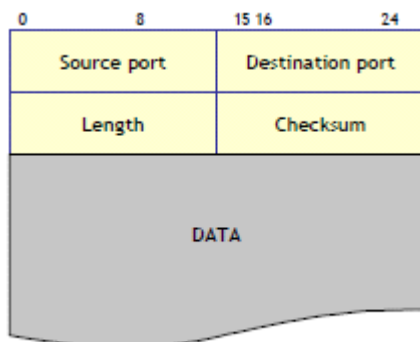 0 8 15 16 24
Source port Destination port
Length Checksum
DATA